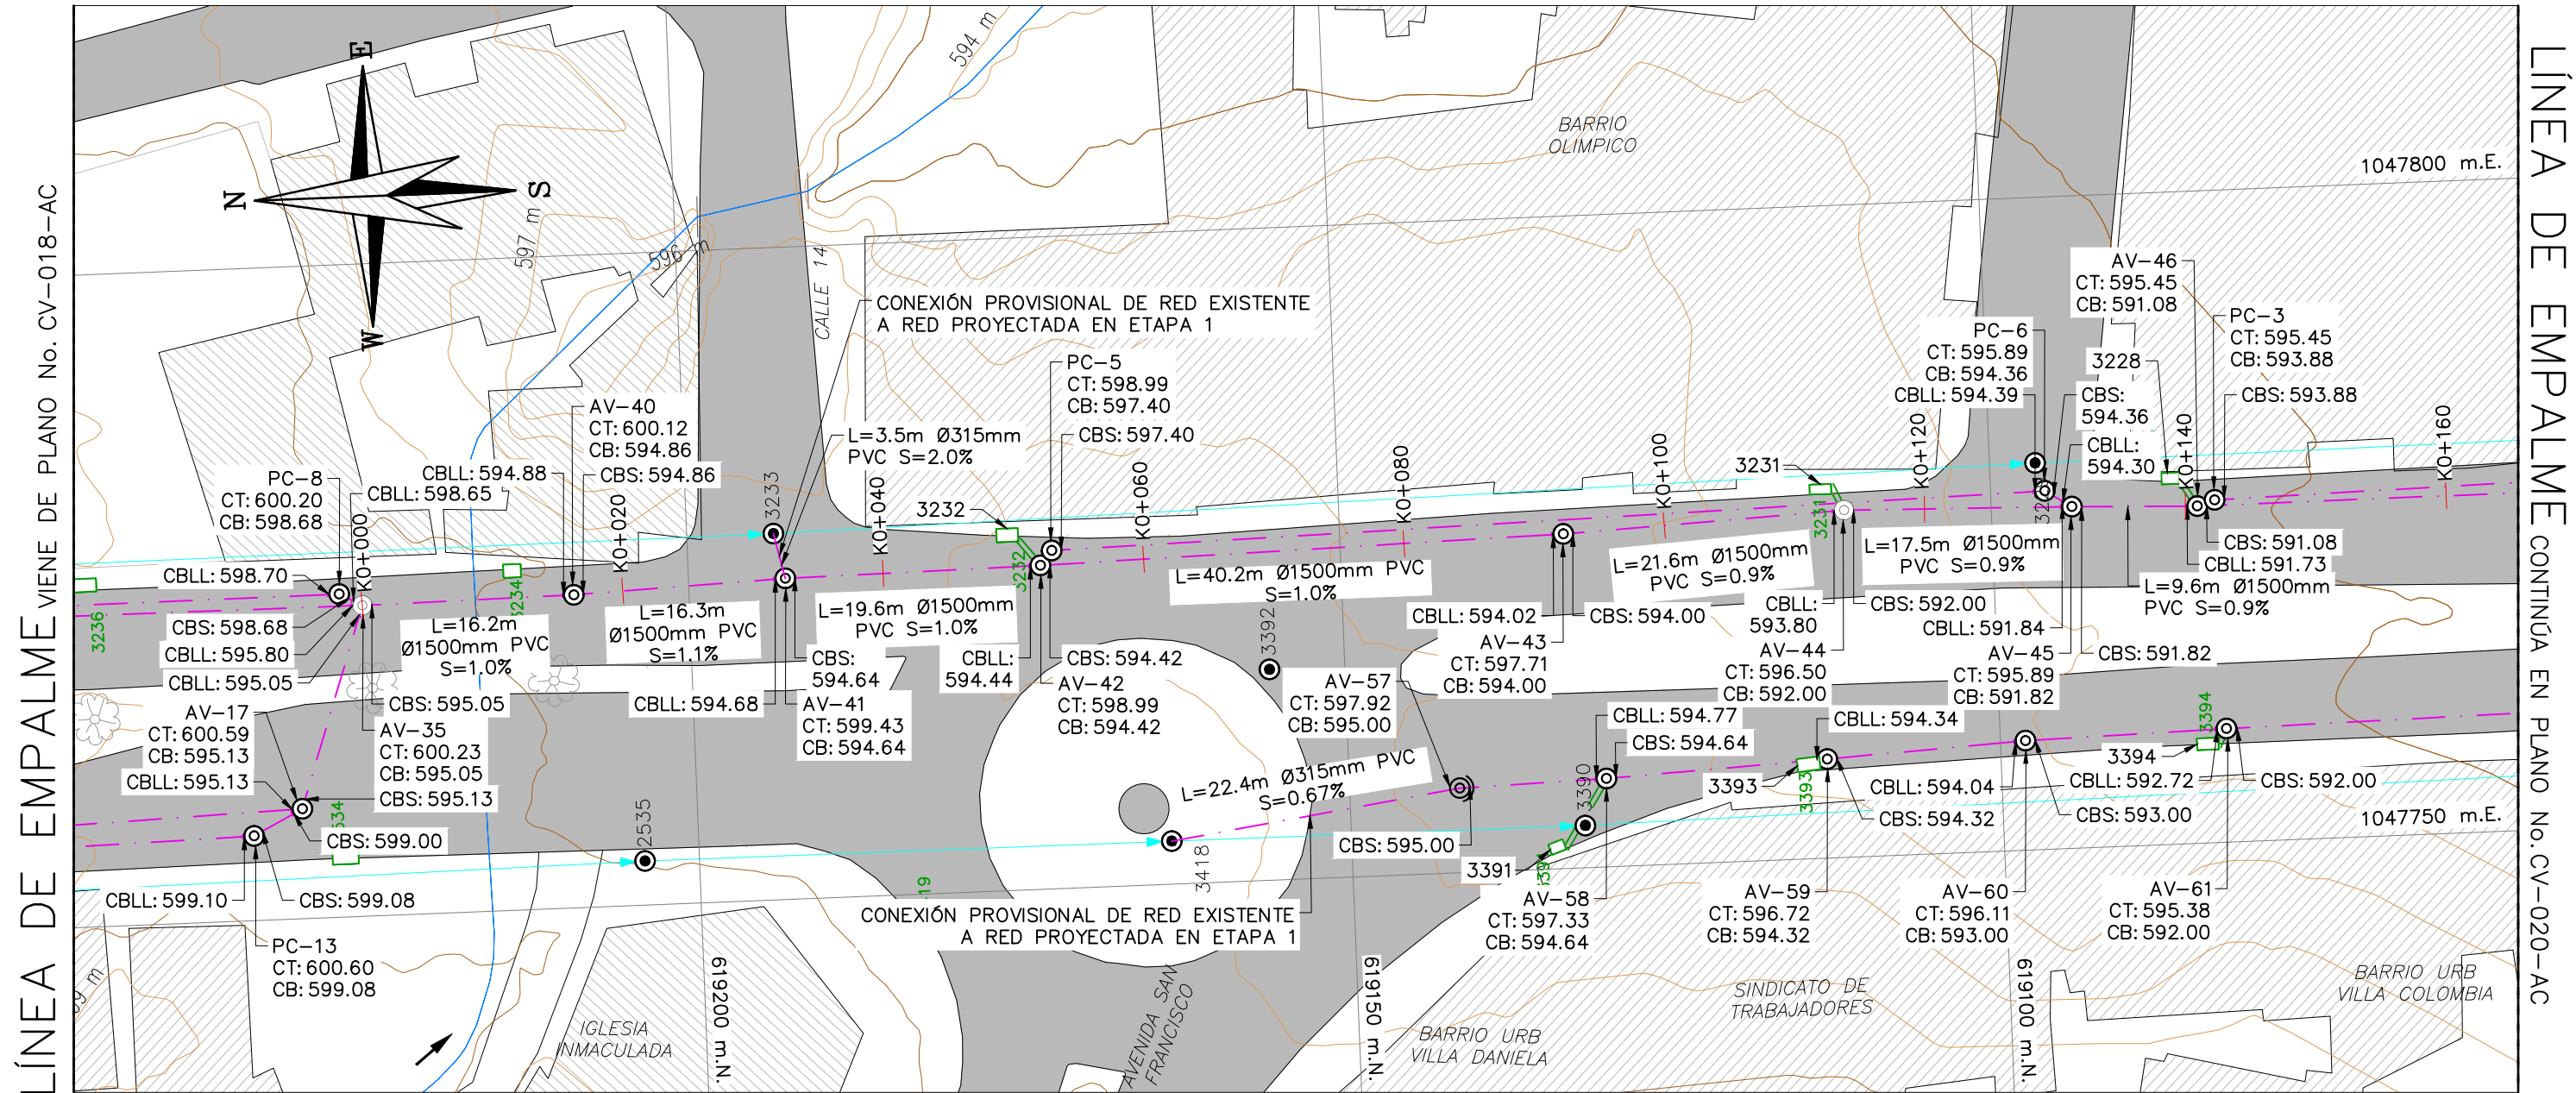 LÍNEA DE EMPALME VIENE DE PLANO No. CV-018-AC
E
N
S
W
597 m
596 m
594 m
CALLE 14
BARRIO
OLIMPICO
1047800 m.E.
CONEXIÓN PROVISIONAL DE RED EXISTENTE
A RED PROYECTADA EN ETAPA 1
AV-46
CT: 595.45
CB: 591.08
PC-3
CT: 595.45
CB: 593.88
3228
CBS: 593.88
PC-6
CT: 595.89
CB: 594.36
CBLL: 594.39
CBS:
594.36
CBLL:
594.30
PC-5
CT: 598.99
CB: 597.40
CBS: 597.40
AV-40
CT: 600.12
CB: 594.86
CBLL: 594.88
CBS: 594.86
L=3.5m Ø315mm
PVC S=2.0%
PC-8
CT: 600.20
CB: 598.68
CBLL: 598.65
K0+000
K0+020
K0+040
K0+060
K0+080
K0+100
K0+120
K0+140
K0+160
3233
3232
3232
3231
3231
3234
3236
CBLL: 598.70
CBS: 598.68
CBLL: 595.80
CBLL: 595.05
L=16.2m
Ø1500mm PVC
S=1.0%
L=16.3m
Ø1500mm PVC
S=1.1%
L=19.6m Ø1500mm
PVC S=1.0%
L=40.2m Ø1500mm PVC
S=1.0%
L=21.6m Ø1500mm
PVC S=0.9%
L=17.5m Ø1500mm
PVC S=0.9%
L=9.6m Ø1500mm
PVC S=0.9%
CBS: 591.08
CBLL: 591.73
CBS: 595.05
AV-17
CT: 600.59
CB: 595.13
CBLL: 595.13
AV-35
CT: 600.23
CB: 595.05
CBS: 595.13
CBS: 599.00
CBLL: 594.68
CBS:
594.64
AV-41
CT: 599.43
CB: 594.64
CBLL:
594.44
CBS: 594.42
AV-42
CT: 598.99
CB: 594.42
3392
AV-57
CT: 597.92
CB: 595.00
CBLL: 594.02
CBS: 594.00
AV-43
CT: 597.71
CB: 594.00
CBLL:
593.80
CBS: 592.00
AV-44
CT: 596.50
CB: 592.00
CBLL: 591.84
AV-45
CT: 595.89
CB: 591.82
CBS: 591.82
CBLL: 594.77
CBS: 594.64
CBLL: 594.34
L=22.4m Ø315mm PVC
S=0.67%
3390
3393
3393
3394
3394
CBLL: 594.04
CBLL: 592.72
CBS: 592.00
CBS: 594.32
CBS: 593.00
1047750 m.E.
CBS: 595.00
3391
2535
3418
CBLL: 599.10
CBS: 599.08
PC-13
CT: 600.60
CB: 599.08
CONEXIÓN PROVISIONAL DE RED EXISTENTE
A RED PROYECTADA EN ETAPA 1
AV-58
CT: 597.33
CB: 594.64
AV-59
CT: 596.72
CB: 594.32
AV-60
CT: 596.11
CB: 593.00
AV-61
CT: 595.38
CB: 592.00
619200 m.N.
619150 m.N.
619100 m.N.
IGLESIA
INMACULADA
AVENIDA SAN
FRANCISCO
BARRIO URB
VILLA DANIELA
SINDICATO DE
TRABAJADORES
BARRIO URB
VILLA COLOMBIA
LÍNEA DE EMPALME CONTINÚA EN PLANO No. CV-020-AC